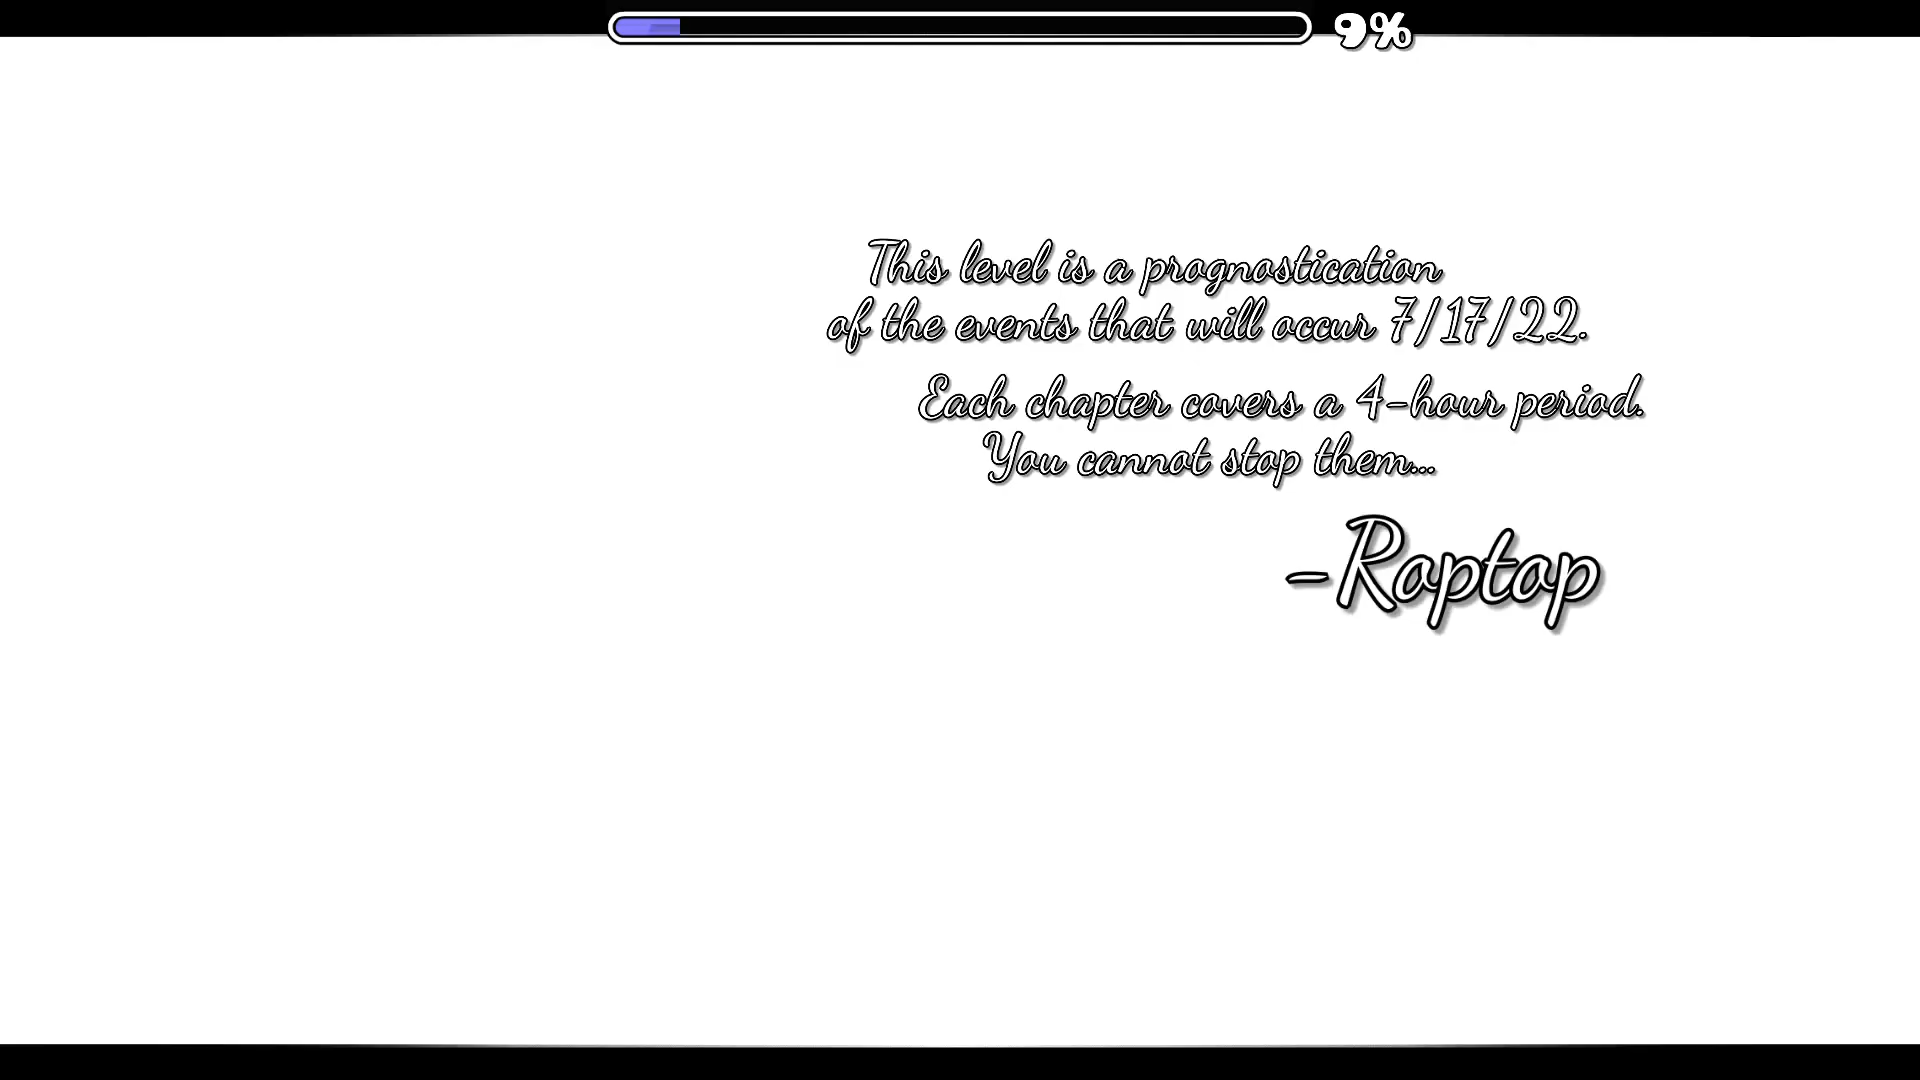 9%
This level is a prognostication
of the events that will occur 7/17/22.
Each chapter covers a 4-hour period.
You cannot stop them...
-Raptap